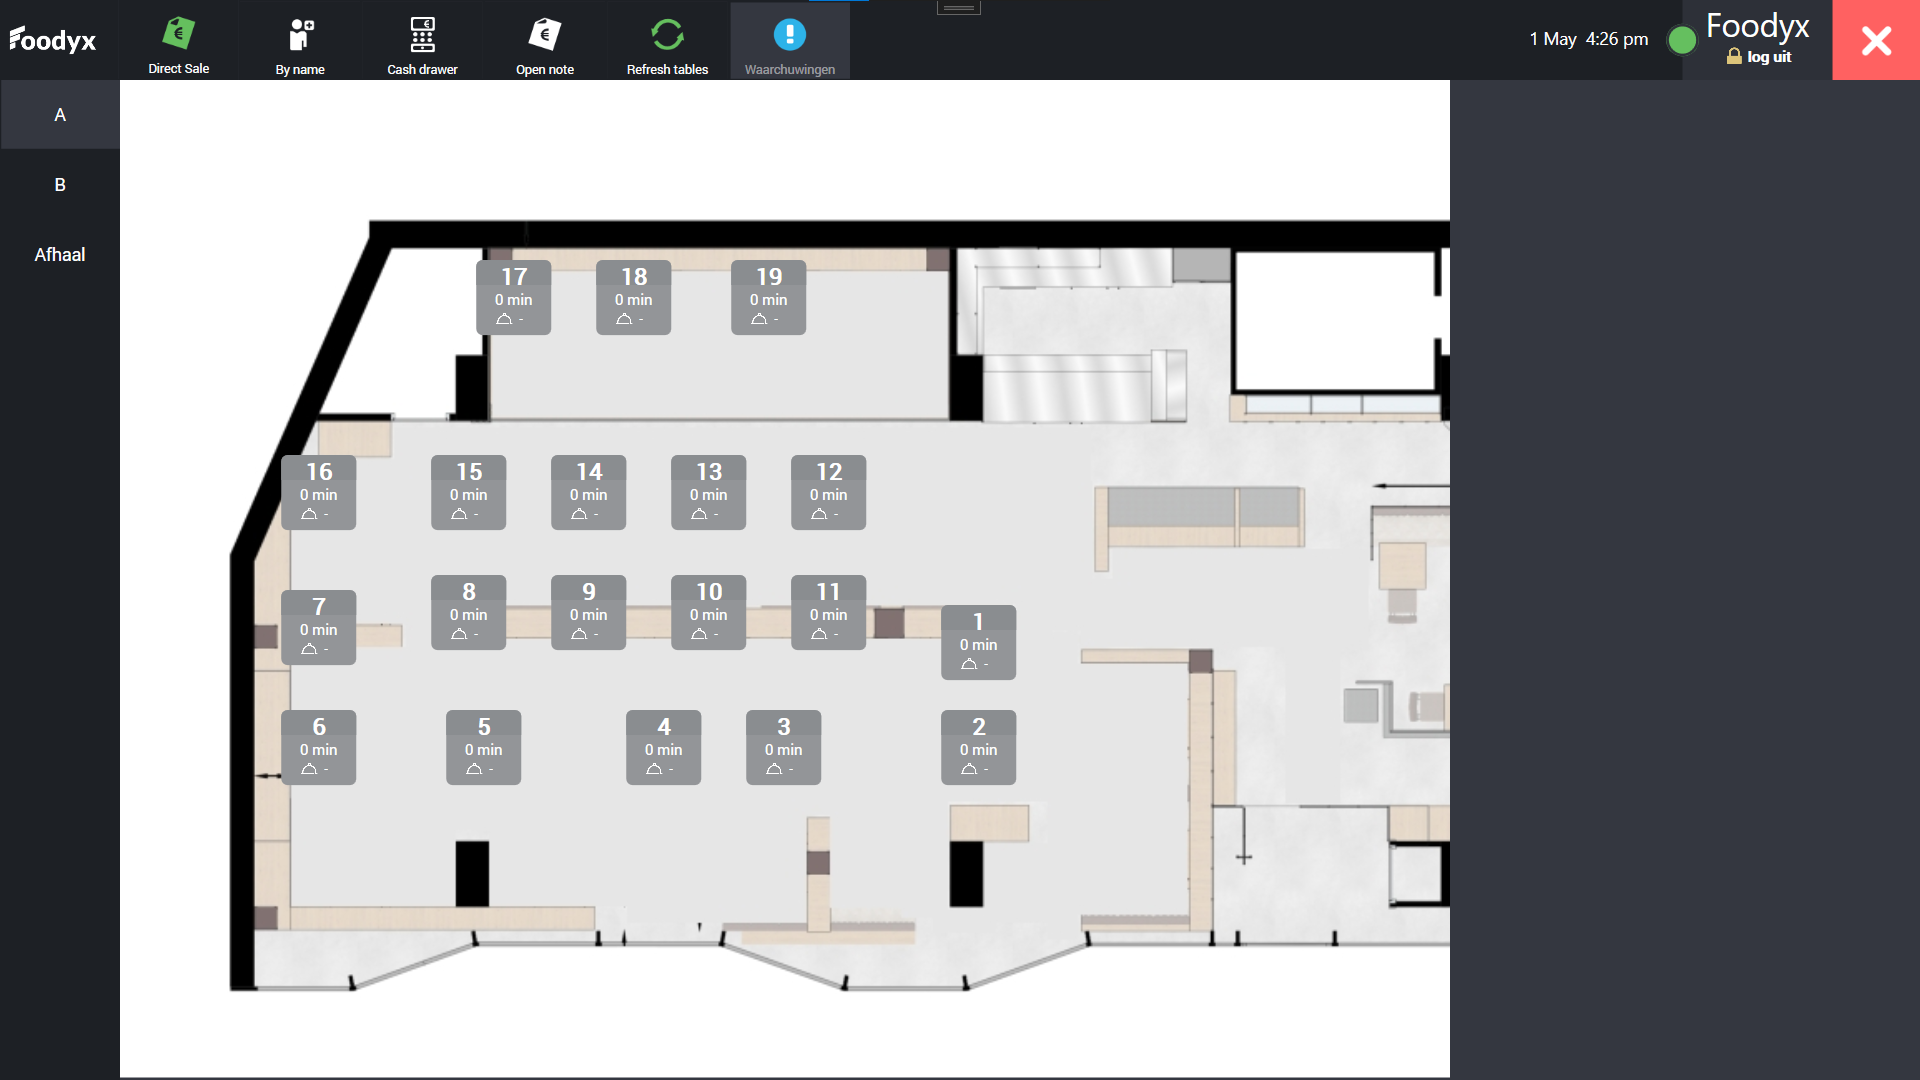 Foodyx
Direct Sale
By name
Cash drawer
Open note
Refresh tables
Waarchuwingen
1 May 4:26 pm
Foodyx
log uit
A
B
Afhaal
17
0 min
-
18
0 min
-
19
0 min
-
16
0 min
-
15
0 min
-
14
0 min
-
13
0 min
-
12
0 min
-
7
0 min
-
8
0 min
-
9
0 min
-
10
0 min
-
11
0 min
-
1
0 min
-
6
0 min
-
5
0 min
-
4
0 min
-
3
0 min
-
2
0 min
-